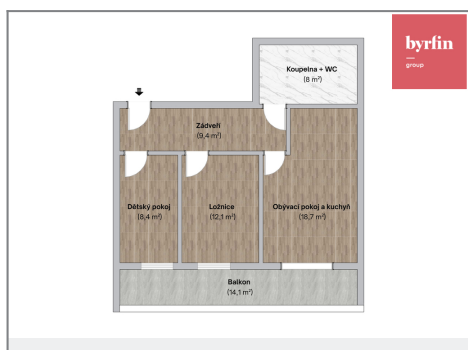 byrfin
group
Koupelna + WC
(8 m²)
Zádveří
(9,4 m²)
Dětský pokoj
(8,4 m²)
Ložnice
(12,1 m²)
Obývací pokoj a kuchyň
(18,7 m²)
Balkon
(14,1 m²)